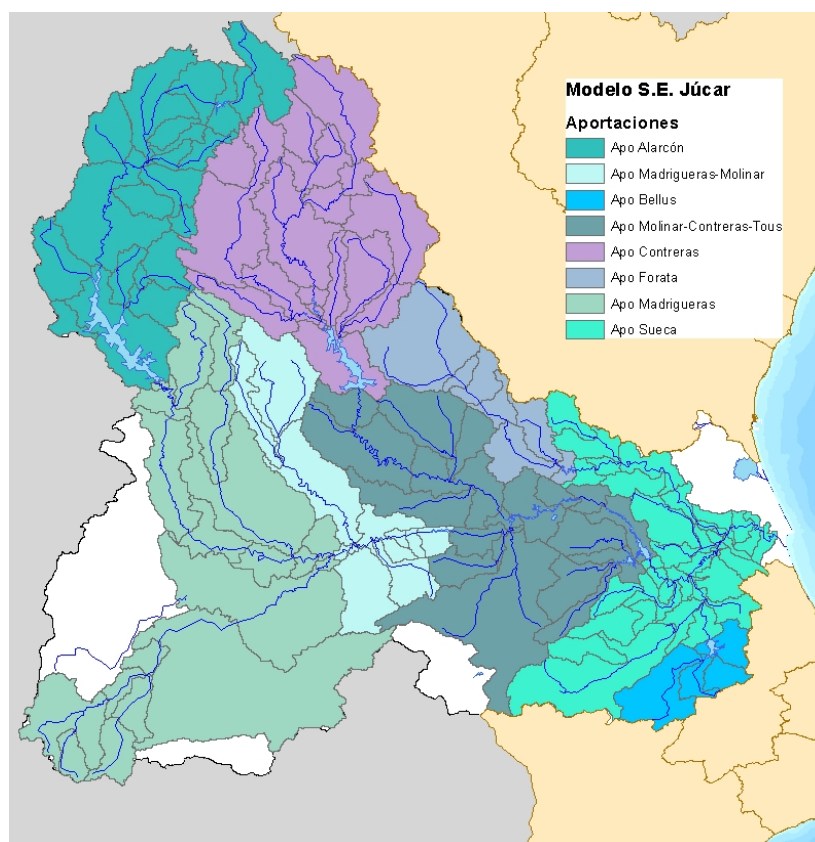 Modelo S.E. Júcar
Aportaciones
Apo Alarcón
Apo Madrigueras-Molinar
Apo Bellus
Apo Molinar-Contreras-Tous
Apo Contreras
Apo Forata
Apo Madrigueras
Apo Sueca